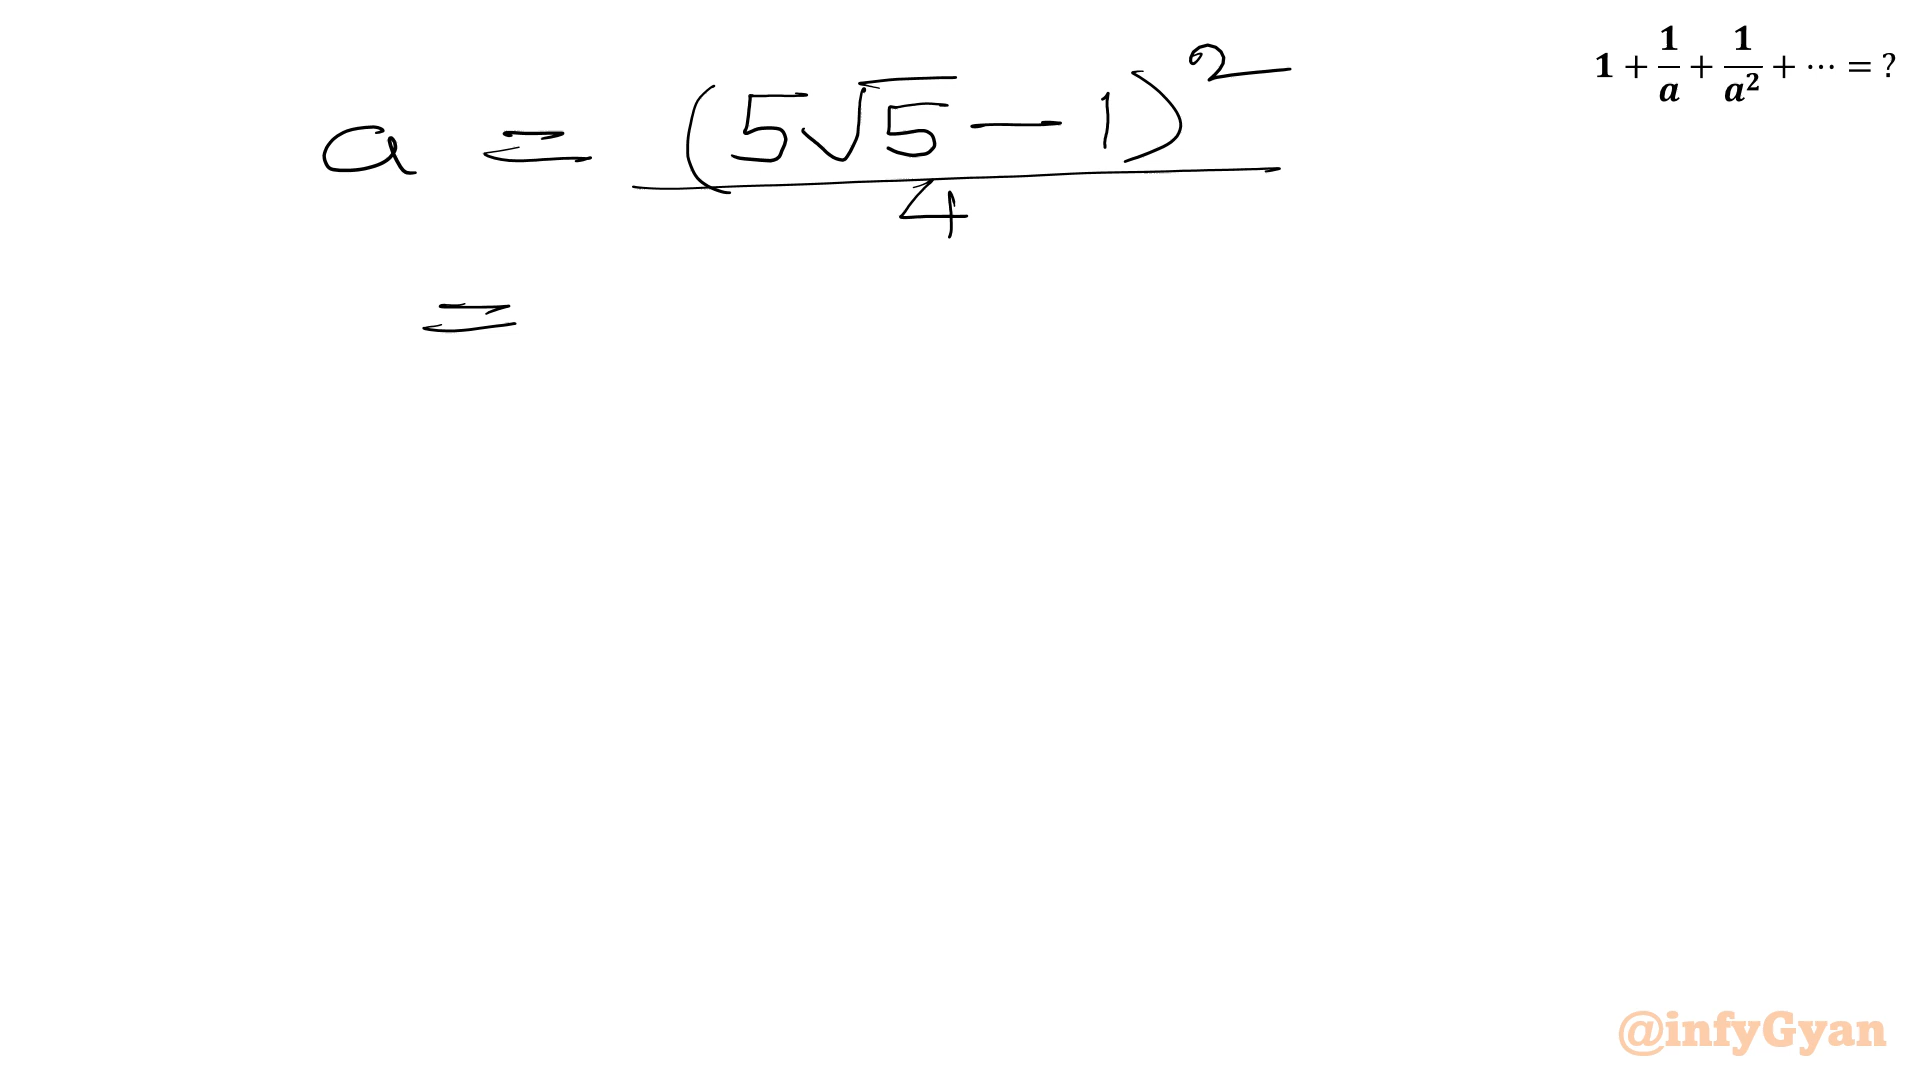 1 + 1/a + 1/a² + ⋯ = ?
a = (5√5 − 1)² / 4
=
@infyGyan